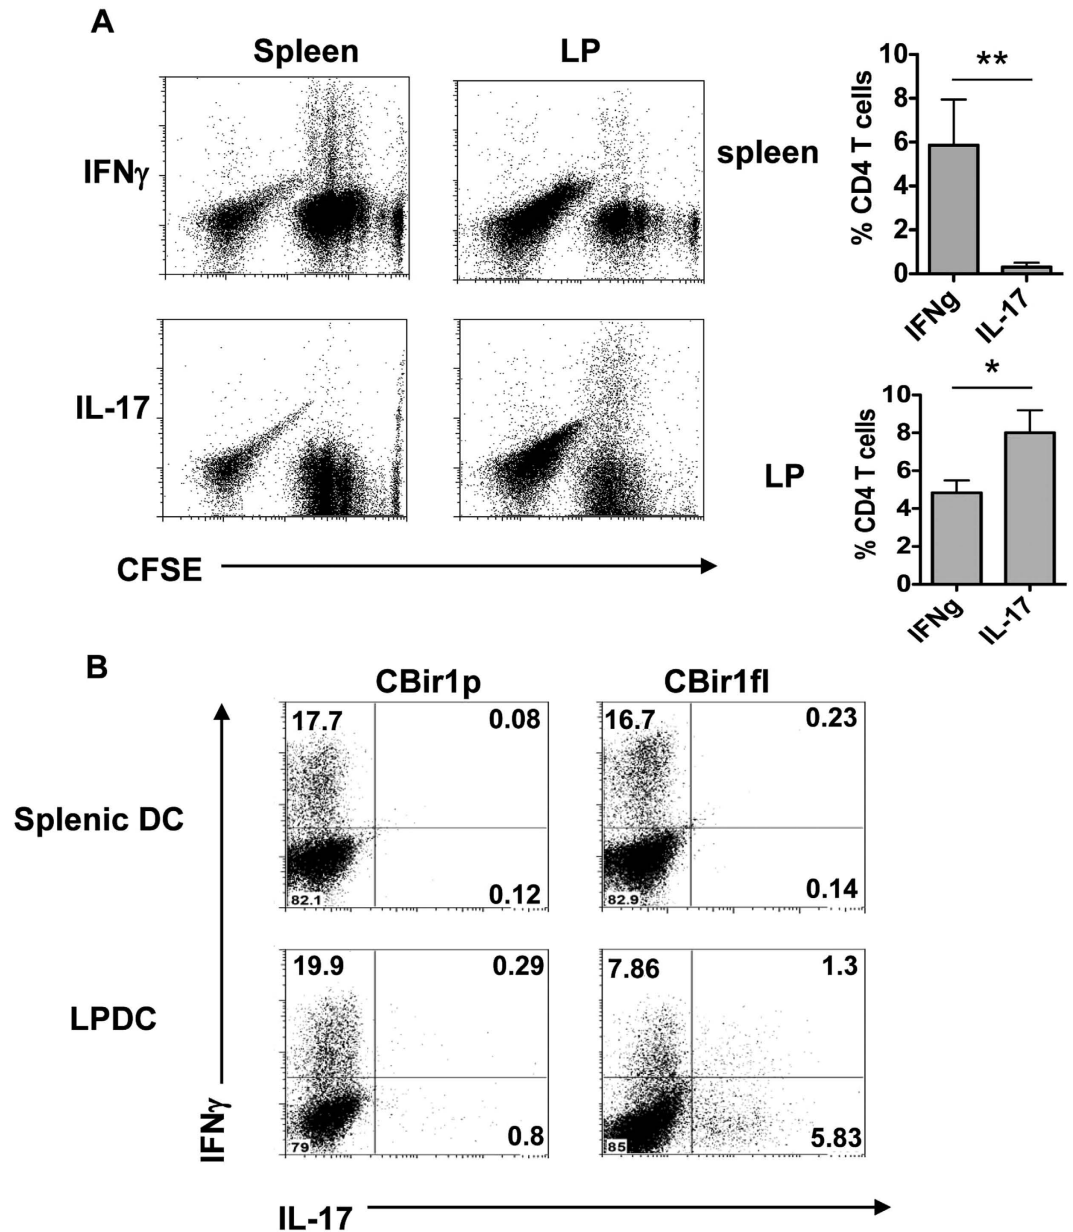 A
Spleen
LP
IFNγ
IL-17
CFSE
spleen
% CD4 T cells
10
8
6
4
2
0
**
IFNg
IL-17
LP
% CD4 T cells
10
8
6
4
2
0
*
IFNg
IL-17
B
CBir1p
CBir1fl
Splenic DC
17.7
0.08
82.1
0.12
16.7
0.23
82.9
0.14
LPDC
19.9
0.29
79
0.8
7.86
1.3
85
5.83
IFNγ
IL-17